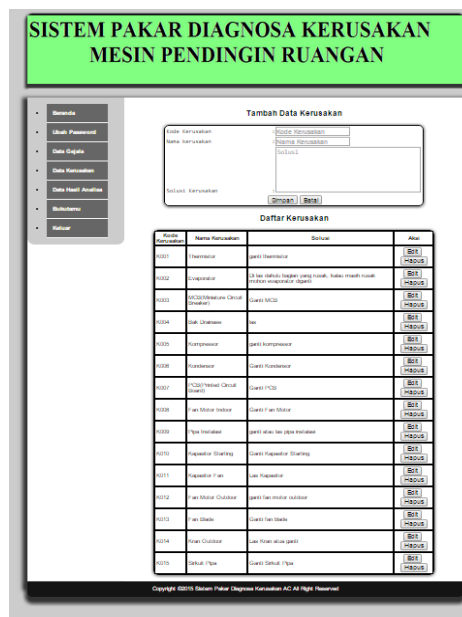 SISTEM PAKAR DIAGNOSA KERUSAKAN
MESIN PENDINGIN RUANGAN
Beranda
Ubah Password
Data Gejala
Data Kerusakan
Data Hasil Analisa
Bukutamu
Keluar
Tambah Data Kerusakan
Kode Kerusakan : Kode Kerusakan
Nama kerusakan : Nama Kerusakan
Solusi
Solusi Kerusakan :
Simpan Batal
Daftar Kerusakan
Kode Kerusakan Nama Kerusakan Solusi Aksi
K001 Thermistor ganti thermistor Edit Hapus
K002 Evaporator Di las dahulu bagian yang rusak, kalau masih rusak mohon evaporator diganti Edit Hapus
K003 MCB(Miniature Circuit Breaker) Ganti MCB Edit Hapus
K004 Bak Drainase las Edit Hapus
K005 Kompressor ganti kompressor Edit Hapus
K006 Kondensor Ganti Kondensor Edit Hapus
K007 PCB(Printed Circuit Board) Ganti PCB Edit Hapus
K008 Fan Motor Indoor Ganti Fan Motor Edit Hapus
K009 Pipa Instalasi ganti atau las pipa instalasi Edit Hapus
K010 Kapasitor Starting Ganti Kapasitor Starting Edit Hapus
K011 Kapasitor Fan Las Kapasitor Edit Hapus
K012 Fan Motor Outdoor ganti fan motor outdoor Edit Hapus
K013 Fan Blade Ganti fan blade Edit Hapus
K014 Kran Outdoor Las Kran atua ganti Edit Hapus
K015 Sirkuit Pipa Ganti Sirkuit Pipa Edit Hapus
Copyright ©2015 Sistem Pakar Diagnosa Kerusakan AC All Right Reserved